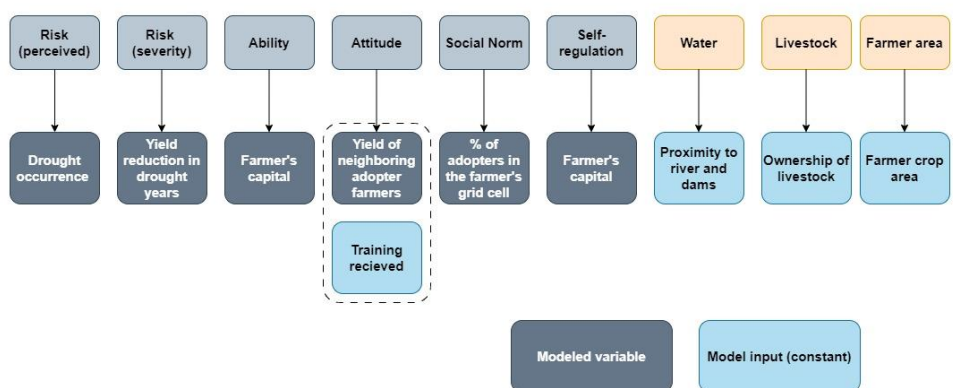 Risk
(perceived)
Risk
(severity)
Ability
Attitude
Social Norm
Self-
regulation
Water
Livestock
Farmer area
Drought
occurrence
Yield
reduction in
drought
years
Farmer's
capital
Yield of
neighboring
adopter
farmers
% of
adopters in
the farmer's
grid cell
Farmer's
capital
Proximity to
river and
dams
Ownership of
livestock
Farmer crop
area
Training
recieved
Modeled variable
Model input (constant)